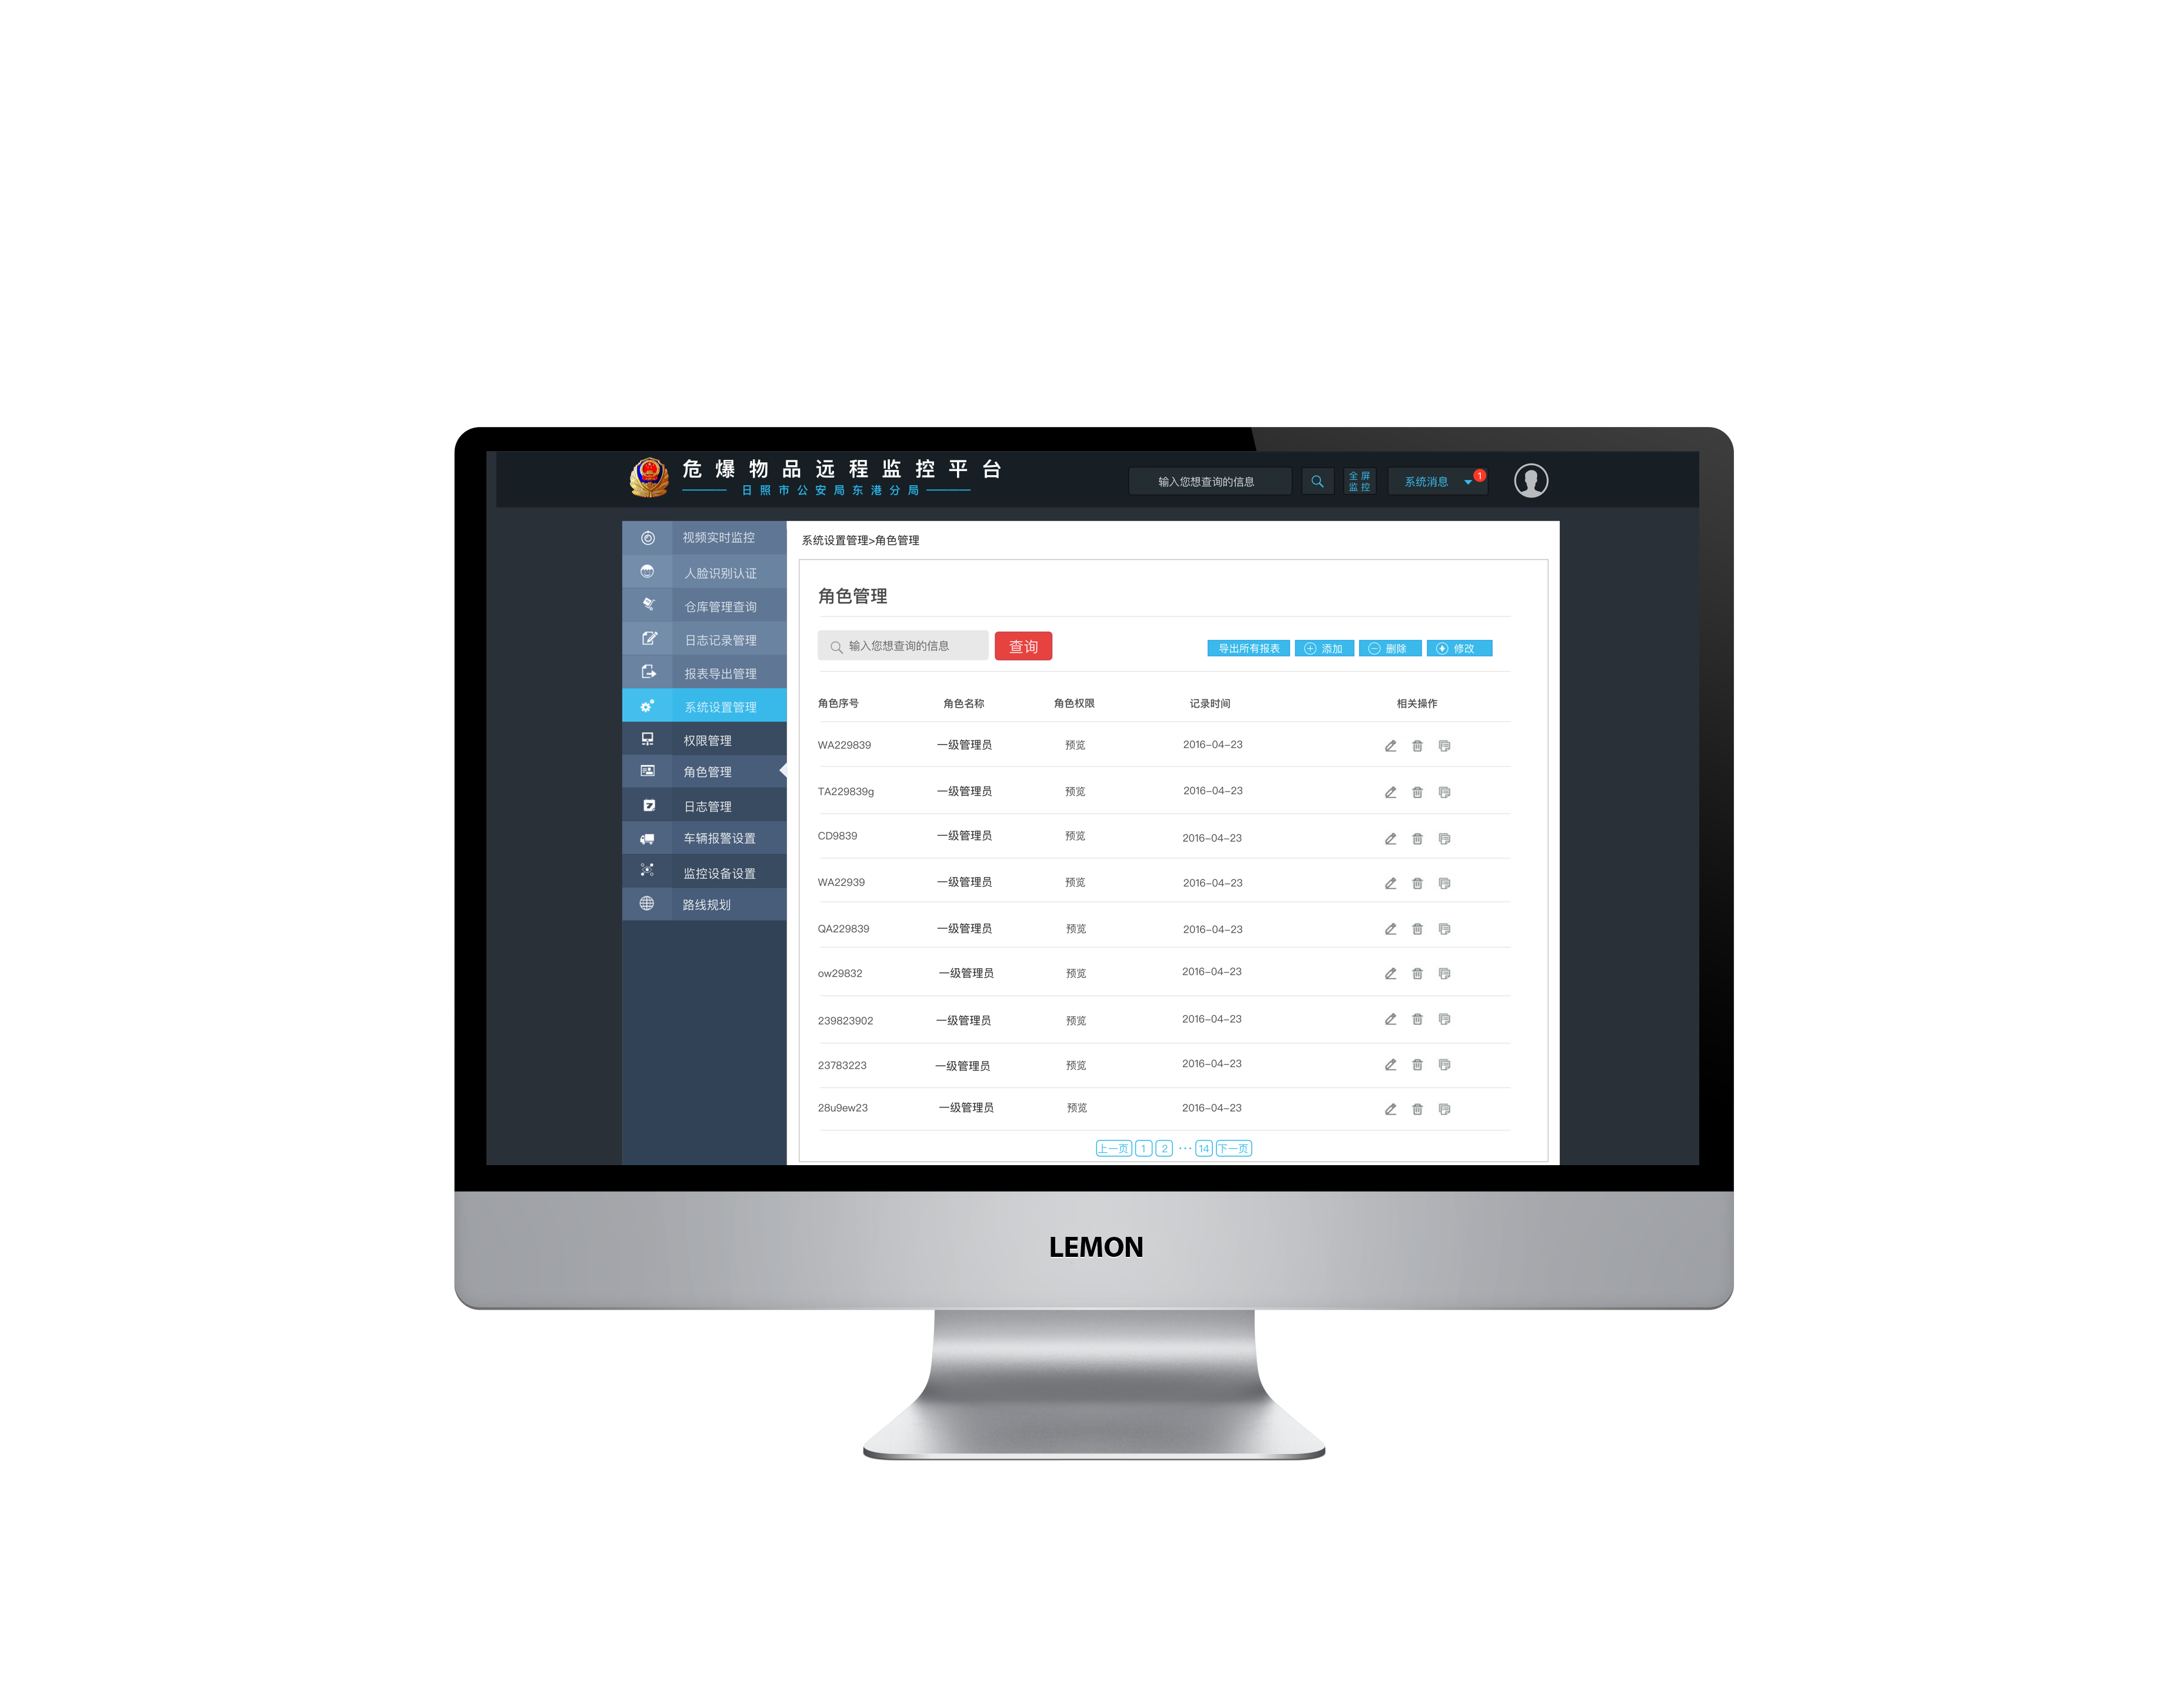 危爆物品远程监控平台
日照市公安局东港分局
输入您想查询的信息
全屏
监控
系统消息
1
视频实时监控
人脸识别认证
仓库管理查询
日志记录管理
报表导出管理
系统设置管理
权限管理
角色管理
日志管理
车辆报警设置
监控设备设置
路线规划
系统设置管理>角色管理
角色管理
输入您想查询的信息 查询 导出所有报表 添加 删除 修改
角色序号 角色名称 角色权限 记录时间 相关操作
WA229839 一级管理员 预览 2016-04-23
TA229839g 一级管理员 预览 2016-04-23
CD9839 一级管理员 预览 2016-04-23
WA22939 一级管理员 预览 2016-04-23
QA229839 一级管理员 预览 2016-04-23
ow29832 一级管理员 预览 2016-04-23
239823902 一级管理员 预览 2016-04-23
23783223 一级管理员 预览 2016-04-23
28u9ew23 一级管理员 预览 2016-04-23
上一页 1 2 ··· 14 下一页
LEMON